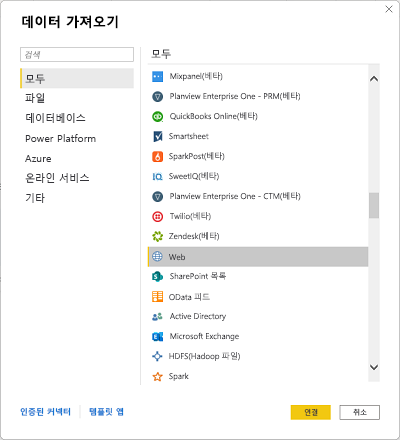 데이터 가져오기
검색
모두
파일
데이터베이스
Power Platform
Azure
온라인 서비스
기타
모두
Mixpanel(베타)
Planview Enterprise One - PRM(베타)
QuickBooks Online(베타)
Smartsheet
SparkPost(베타)
SweetIQ(베타)
Planview Enterprise One - CTM(베타)
Twilio(베타)
Zendesk(베타)
Web
SharePoint 목록
OData 피드
Active Directory
Microsoft Exchange
HDFS(Hadoop 파일)
Spark
인증된 커넥터
템플릿 앱
연결
취소